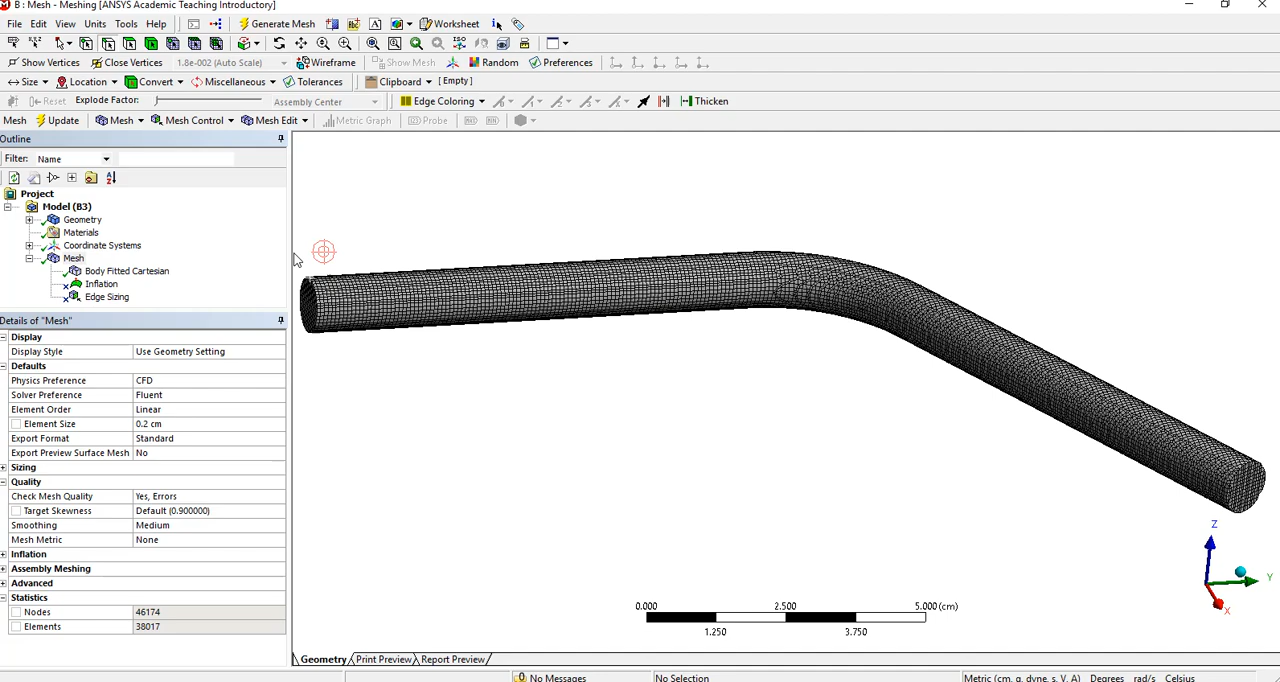 B : Mesh - Meshing [ANSYS Academic Teaching Introductory]
File Edit View Units Tools Help Generate Mesh A Worksheet
Show Vertices Close Vertices 1.8e-002 (Auto Scale) Wireframe Show Mesh Random Preferences
Size Location Convert Miscellaneous Tolerances Clipboard [Empty]
Reset Explode Factor: Assembly Center Edge Coloring Thicken
Mesh Update Mesh Mesh Control Mesh Edit Metric Graph Probe
Outline
Filter: Name
Project
Model (B3)
Geometry
Materials
Coordinate Systems
Mesh
Body Fitted Cartesian
Inflation
Edge Sizing
Details of "Mesh"
Display
Display Style Use Geometry Setting
Defaults
Physics Preference CFD
Solver Preference Fluent
Element Order Linear
Element Size 0.2 cm
Export Format Standard
Export Preview Surface Mesh No
Sizing
Quality
Check Mesh Quality Yes, Errors
Target Skewness Default (0.900000)
Smoothing Medium
Mesh Metric None
Inflation
Assembly Meshing
Advanced
Statistics
Nodes 46174
Elements 38017
Z
Y
X
0.000 2.500 5.000 (cm)
1.250 3.750
Geometry Print Preview Report Preview
No Messages No Selection Metric (cm, g, dyne, s, V, A) Degrees rad/s Celsius